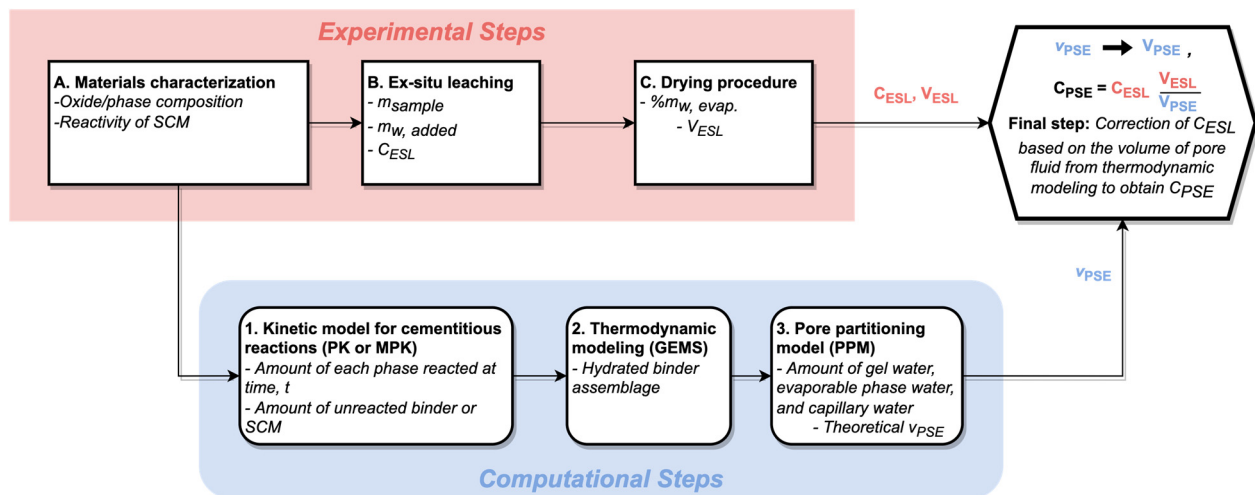 Experimental Steps
A. Materials characterization
-Oxide/phase composition
-Reactivity of SCM
B. Ex-situ leaching
- msample
- mw, added
- CESL
C. Drying procedure
- %mw, evap.
- VESL
CESL, VESL
vPSE → VPSE ,
CPSE = CESL VESL/VPSE
Final step: Correction of CESL
based on the volume of pore
fluid from thermodynamic
modeling to obtain CPSE
vPSE
1. Kinetic model for cementitious
reactions (PK or MPK)
- Amount of each phase reacted at
time, t
- Amount of unreacted binder or
SCM
2. Thermodynamic
modeling (GEMS)
- Hydrated binder
assemblage
3. Pore partitioning
model (PPM)
- Amount of gel water,
evaporable phase water,
and capillary water
- Theoretical vPSE
Computational Steps